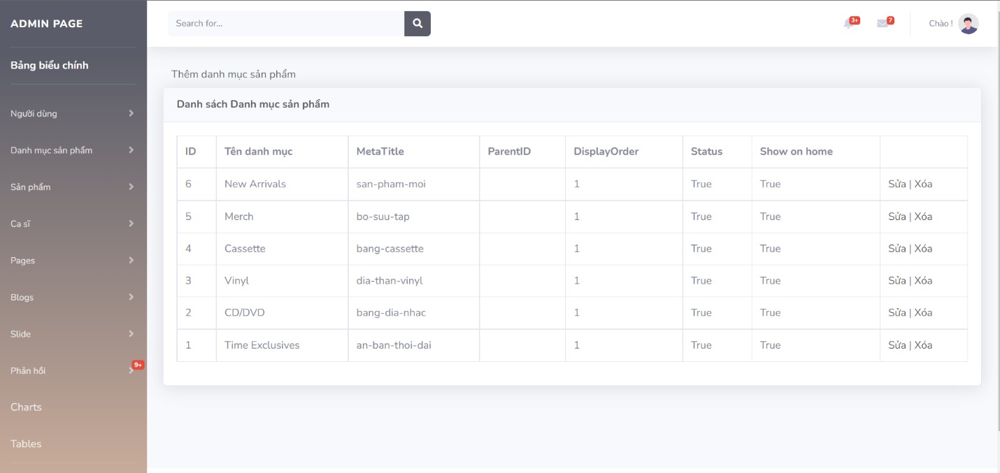 ADMIN PAGE
Search for...
3+
7
Chào !
Bảng biểu chính
Người dùng
Danh mục sản phẩm
Sản phẩm
Ca sĩ
Pages
Blogs
Slide
Phản hồi
9+
Charts
Tables
Thêm danh mục sản phẩm
Danh sách Danh mục sản phẩm
ID Tên danh mục MetaTitle ParentID DisplayOrder Status Show on home
6 New Arrivals san-pham-moi 1 True True Sửa | Xóa
5 Merch bo-suu-tap 1 True True Sửa | Xóa
4 Cassette bang-cassette 1 True True Sửa | Xóa
3 Vinyl dia-than-vinyl 1 True True Sửa | Xóa
2 CD/DVD bang-dia-nhac 1 True True Sửa | Xóa
1 Time Exclusives an-ban-thoi-dai 1 True True Sửa | Xóa